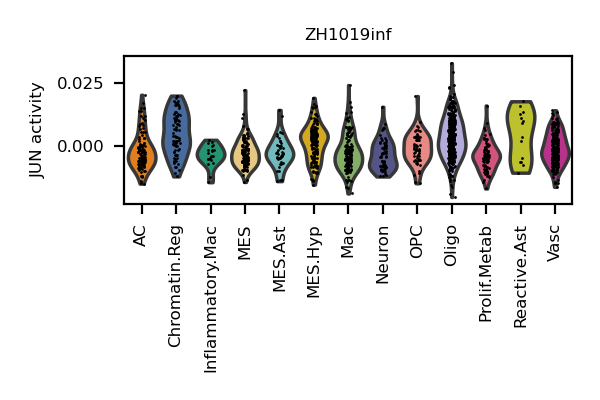 ZH1019inf
JUN activity
0.025
0.000
AC
Chromatin.Reg
Inflammatory.Mac
MES
MES.Ast
MES.Hyp
Mac
Neuron
OPC
Oligo
Prolif.Metab
Reactive.Ast
Vasc